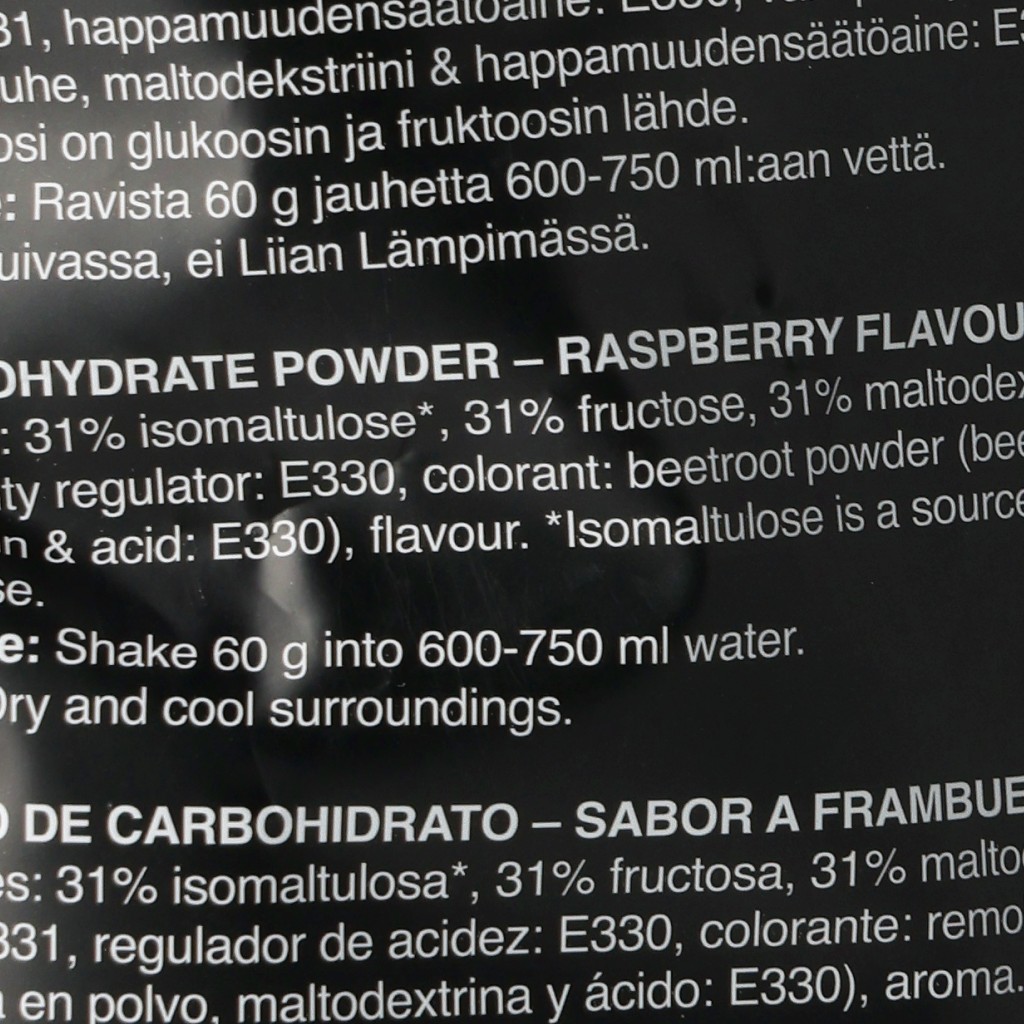 31, happamuudensäätöaine:
uhe, maltodekstriini & happamuudensäätöaine:
osi on glukoosin ja fruktoosin lähde.
e: Ravista 60 g jauhetta 600-750 ml:aan vettä.
uivassa, ei Liian Lämpimässä.
OHYDRATE POWDER – RASPBERRY FLAVOU
: 31% isomaltulose*, 31% fructose, 31% maltodex
ty regulator: E330, colorant: beetroot powder (bee
n & acid: E330), flavour. *Isomaltulose is a source
se.
e: Shake 60 g into 600-750 ml water.
Dry and cool surroundings.
O DE CARBOHIDRATO – SABOR A FRAMBUE
es: 31% isomaltulosa*, 31% fructosa, 31% malto
331, regulador de acidez: E330, colorante: remo
a en polvo, maltodextrina y ácido: E330), aroma.